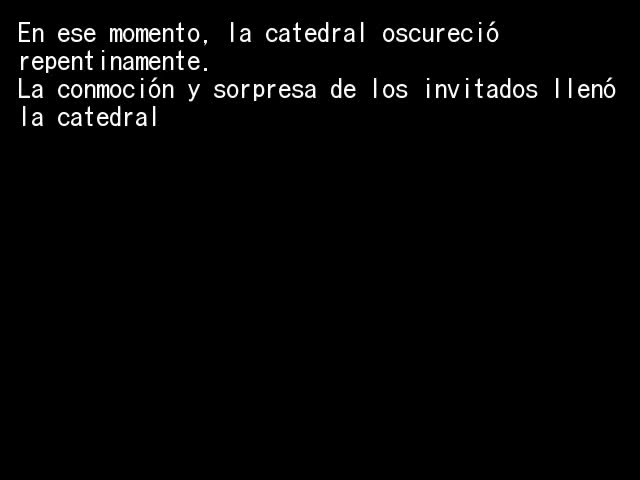 En ese momento, la catedral oscureció
repentinamente.
La conmoción y sorpresa de los invitados llenó
la catedral